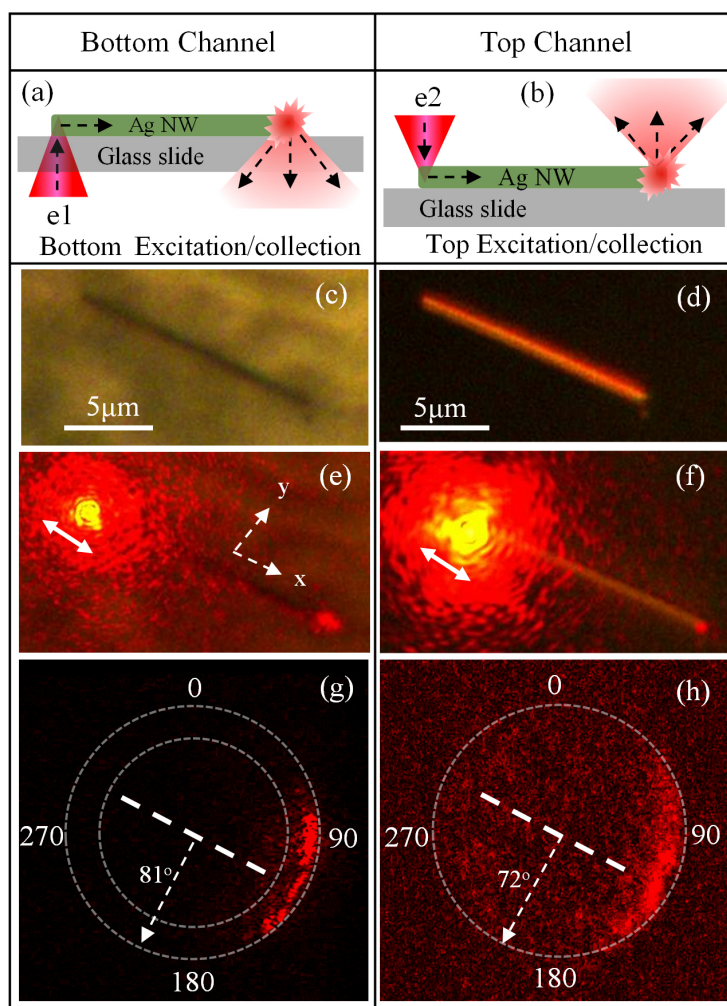 Bottom Channel
Top Channel
(a)
Ag NW
Glass slide
e1
Bottom Excitation/collection
e2
(b)
Ag NW
Glass slide
Top Excitation/collection
(c)
5μm
(d)
5μm
(e)
y
x
(f)
(g)
0
270
90
81°
180
(h)
0
270
90
72°
180